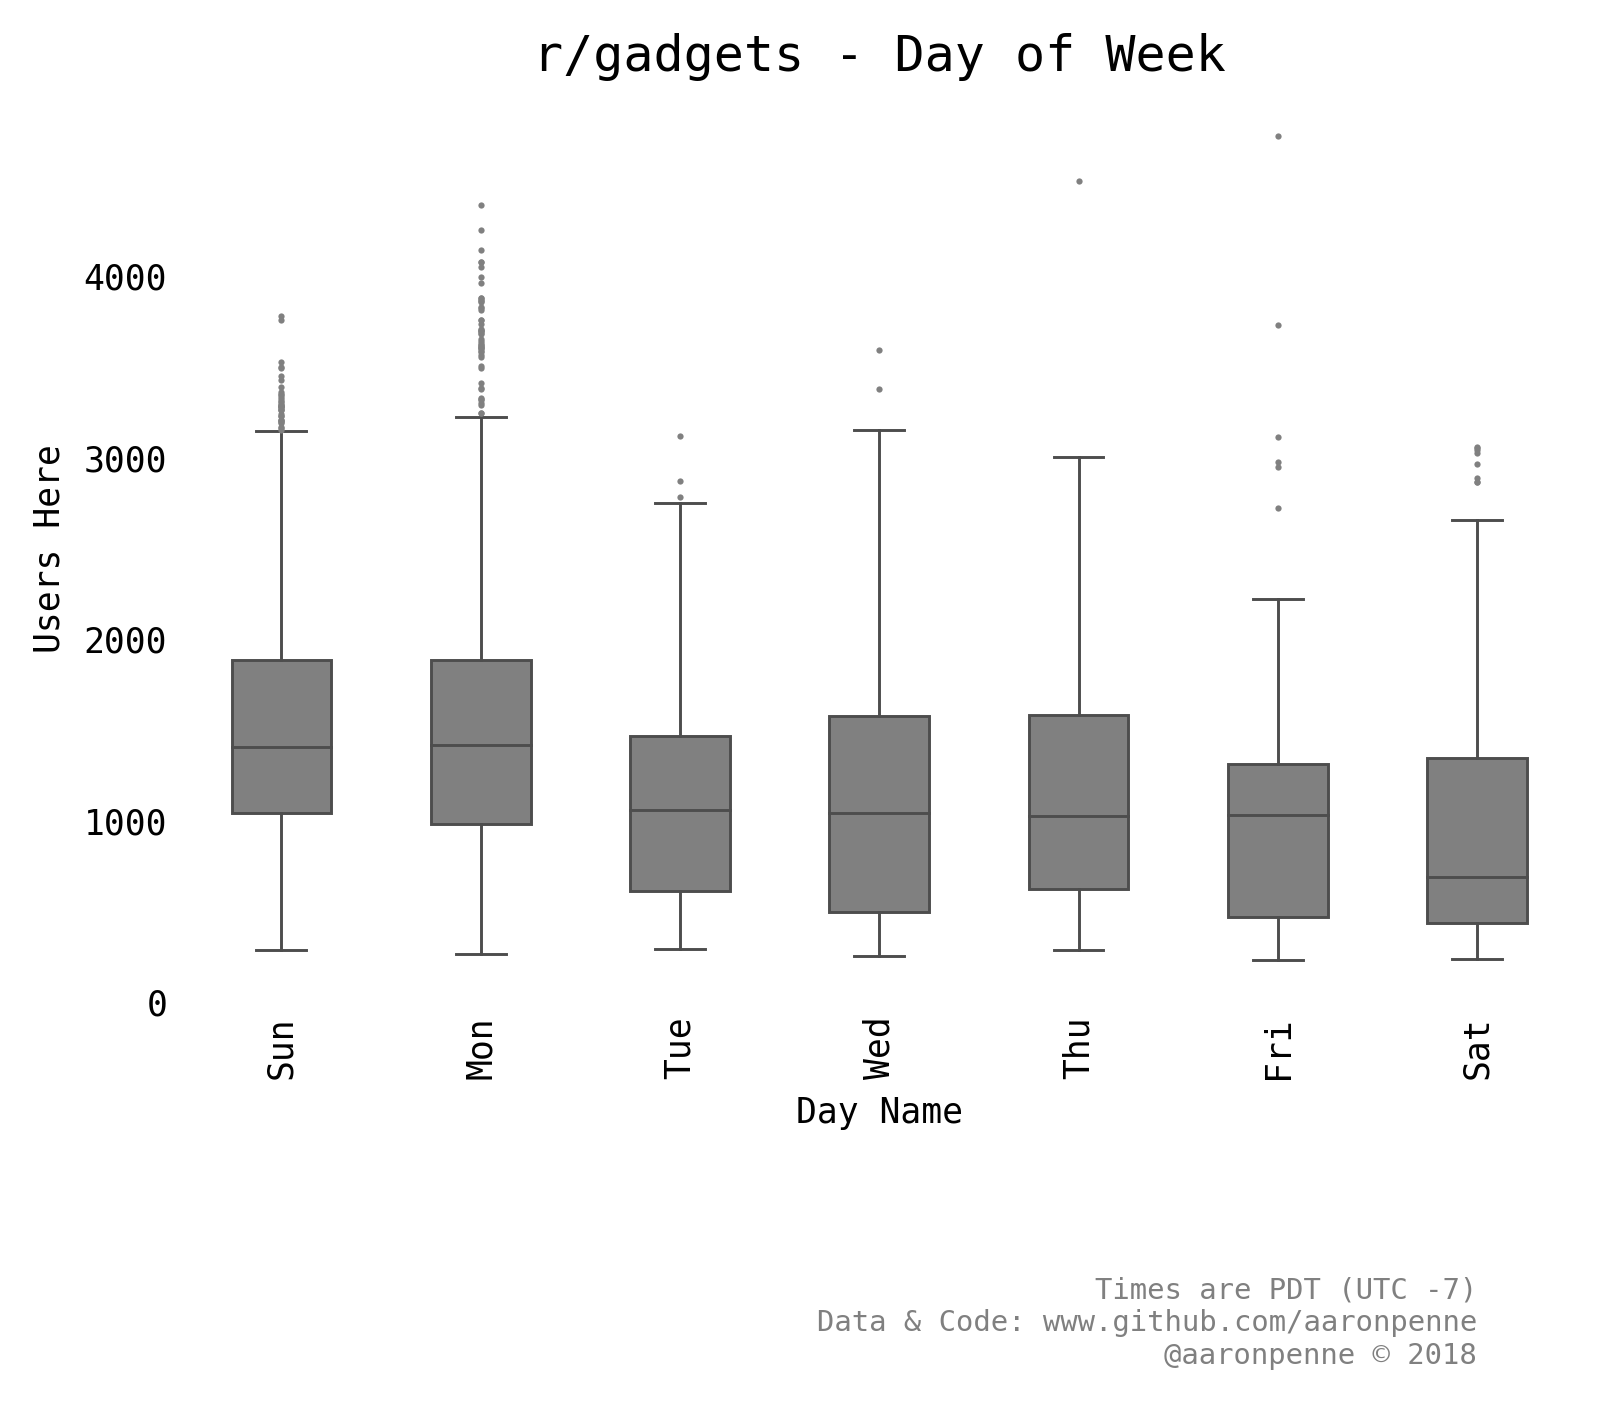 r/gadgets - Day of Week
4000
3000
2000
1000
0
Users Here
Sun
Mon
Tue
Wed
Thu
Fri
Sat
Day Name
Times are PDT (UTC -7)
Data & Code: www.github.com/aaronpenne
@aaronpenne © 2018